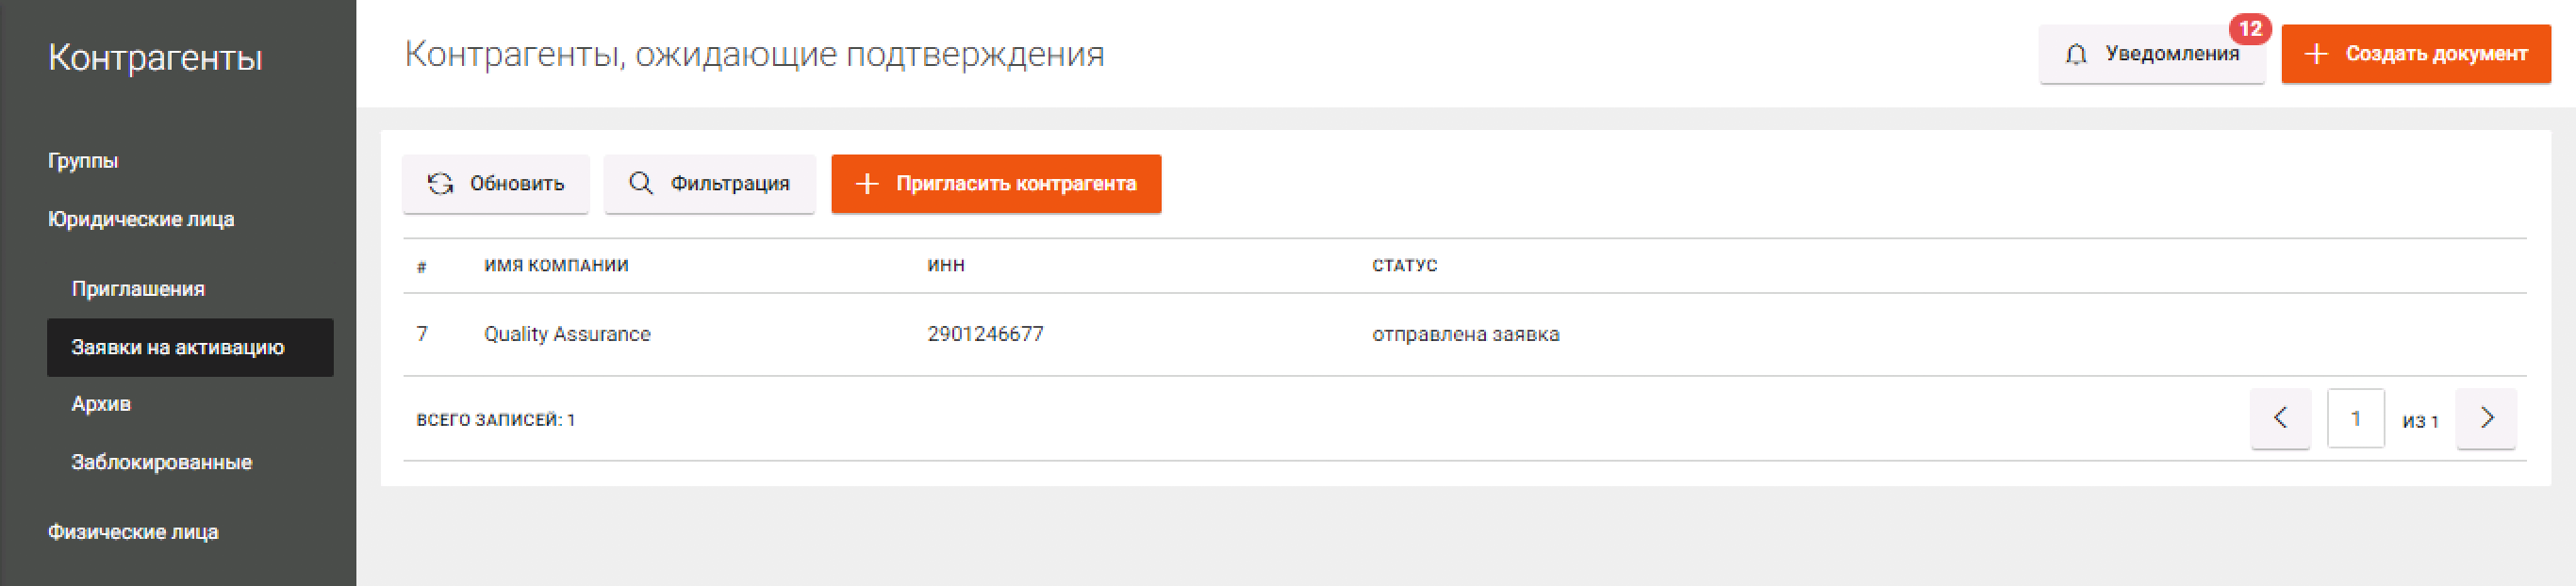 Контрагенты
Группы
Юридические лица
Приглашения
Заявки на активацию
Архив
Заблокированные
Физические лица
Контрагенты, ожидающие подтверждения
Уведомления
12
Создать документ
Обновить
Фильтрация
Пригласить контрагента
# ИМЯ КОМПАНИИ ИНН СТАТУС
7 Quality Assurance 2901246677 отправлена заявка
ВСЕГО ЗАПИСЕЙ: 1
1 ИЗ 1